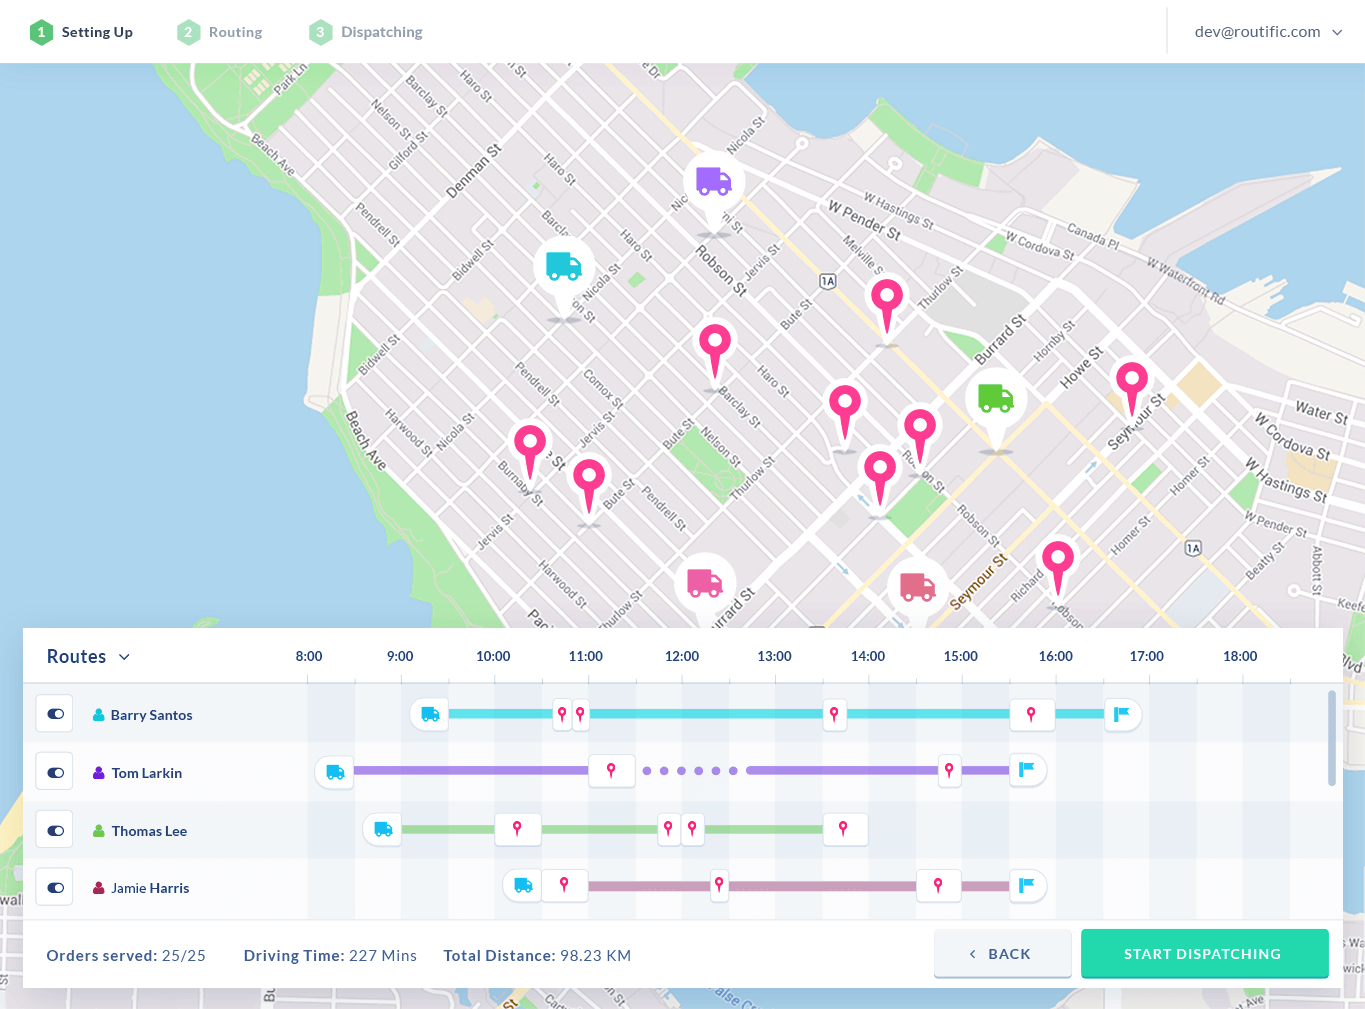 1 Setting Up
2 Routing
3 Dispatching
dev@routific.com
Park Ln
Haro St
Barclay St
Nelson St
Gilford St
Beach Ave
Denman St
Haro St
Nicola St
Pendrell St
Bidwell St
Haro St
Nicola St
Robson St
Jervis St
W Pender St
W Hastings St
Melville S
Canada Pl
W Cordova St
W Waterfront Rd
1A
Thurlow St
Bute St
Burrard St
Hornby St
Howe St
Bidwell St
Pendrell St
Comox St
Haro St
Barclay St
Beach Ave
Harwood St
Nicola St
Jervis St
Bute St
Nelson St
Thurlow St
Seymour St
Water St
W Cordova St
W Hastings St
Burnaby St
Bute St
Pendrell St
Homer St
Robson St
W Pender St
Jervis St
Homer St
1A
Beatty St
Abbott St
Harwood St
Thurlow St
Seymour St
Richard
Keefe
Routes
8:00 9:00 10:00 11:00 12:00 13:00 14:00 15:00 16:00 17:00 18:00
Barry Santos
Tom Larkin
Thomas Lee
Jamie Harris
Orders served: 25/25 Driving Time: 227 Mins Total Distance: 98.23 KM
BACK
START DISPATCHING